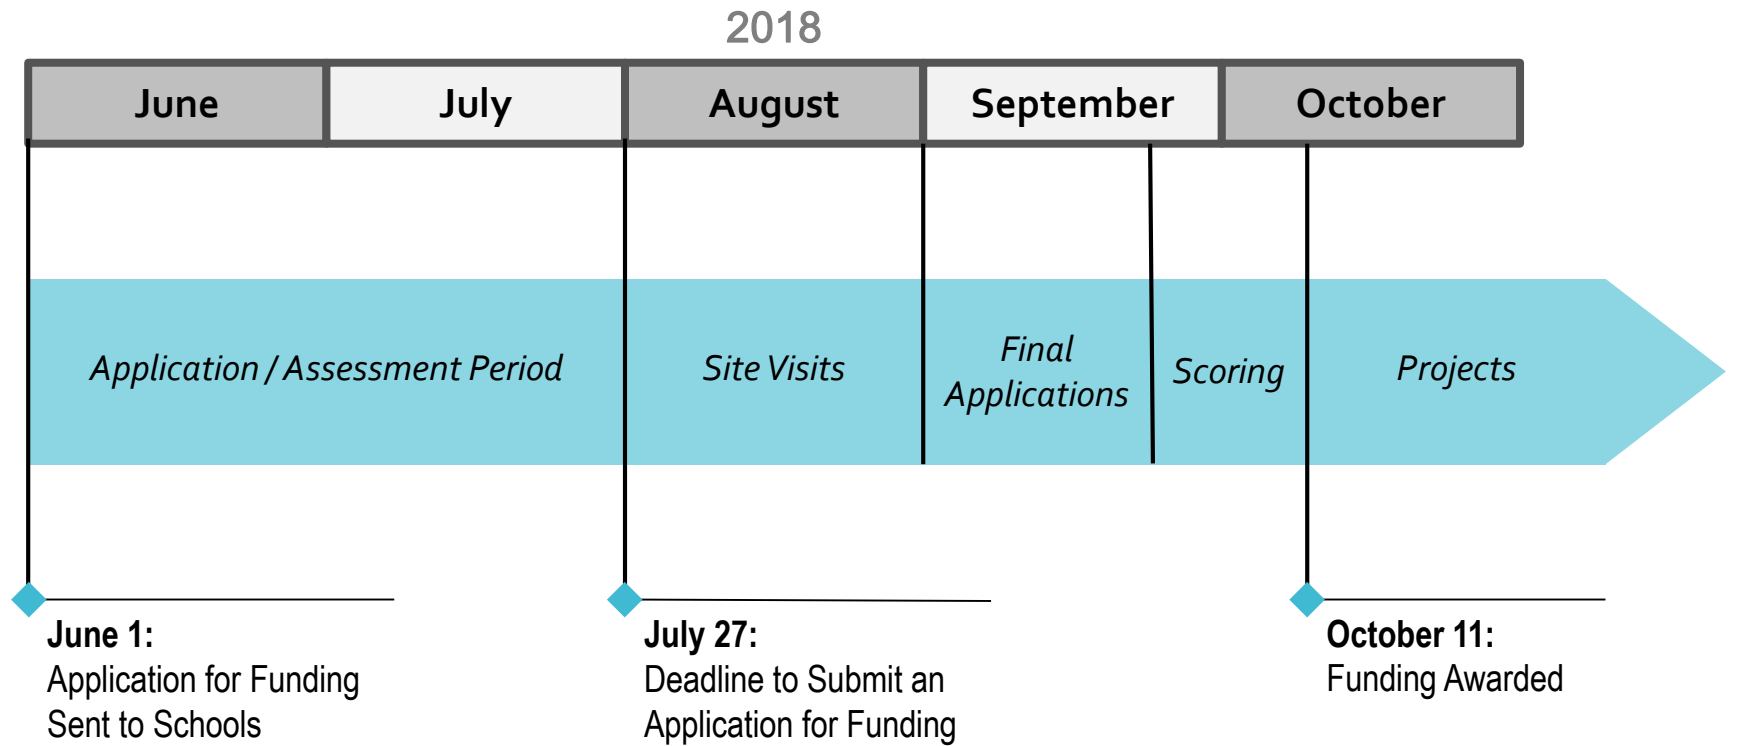 2018
June
July
August
September
October
Application / Assessment Period
Site Visits
Final
Applications
Scoring
Projects
June 1:
Application for Funding
Sent to Schools
July 27:
Deadline to Submit an
Application for Funding
October 11:
Funding Awarded